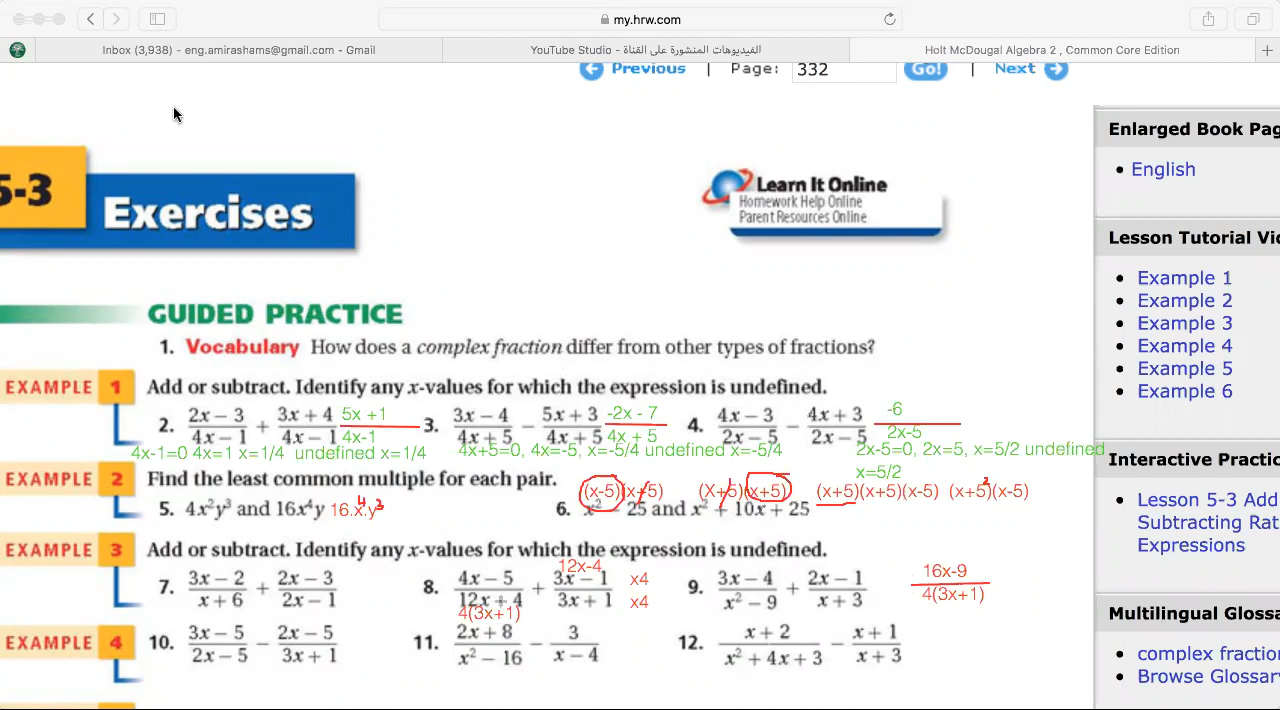 my.hrw.com
Inbox (3,938) - eng.amirashams@gmail.com - Gmail
YouTube Studio - الفيديوهات المنشورة على القناة
Holt McDougal Algebra 2 , Common Core Edition
Previous | Page: 332 Go! | Next
5-3 Exercises
Learn It Online
Homework Help Online
Parent Resources Online
GUIDED PRACTICE
1. Vocabulary How does a complex fraction differ from other types of fractions?
EXAMPLE 1 Add or subtract. Identify any x-values for which the expression is undefined.
2. (2x − 3)/(4x − 1) + (3x + 4)/(4x − 1) (5x +1)/(4x-1) 3. (3x − 4)/(4x + 5) − (5x + 3)/(4x + 5) (-2x - 7)/(4x + 5) 4. (4x − 3)/(2x − 5) − (4x + 3)/(2x − 5) -6/(2x-5)
4x-1=0 4x=1 x=1/4 undefined x=1/4 4x+5=0, 4x=-5, x=-5/4 undefined x=-5/4 2x-5=0, 2x=5, x=5/2 undefined
x=5/2
EXAMPLE 2 Find the least common multiple for each pair.
(x-5)(x+5) (X+5)(x+5) (x+5)(x+5)(x-5) (x+5)²(x-5)
5. 4x²y³ and 16x⁴y 16.x⁴.y³ 6. x² − 25 and x² + 10x + 25
EXAMPLE 3 Add or subtract. Identify any x-values for which the expression is undefined.
12x-4
7. (3x − 2)/(x + 6) + (2x − 3)/(2x − 1) 8. (4x − 5)/(12x + 4) + (3x − 1)/(3x + 1) x4 x4 9. (3x − 4)/(x² − 9) + (2x − 1)/(x + 3) (16x-9)/(4(3x+1))
4(3x+1)
EXAMPLE 4 10. (3x − 5)/(2x − 5) − (2x − 5)/(3x + 1) 11. (2x + 8)/(x² − 16) − 3/(x − 4) 12. (x + 2)/(x² + 4x + 3) − (x + 1)/(x + 3)
Enlarged Book Pag
English
Lesson Tutorial Vi
Example 1
Example 2
Example 3
Example 4
Example 5
Example 6
Interactive Practic
Lesson 5-3 Add
Subtracting Rat
Expressions
Multilingual Glossa
complex fractio
Browse Glossar